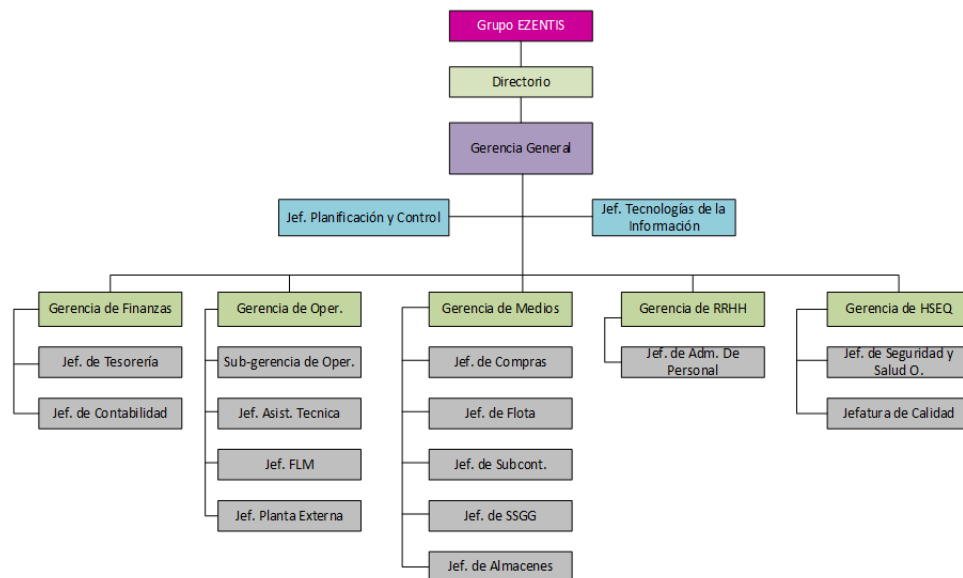 Grupo EZENTIS
Directorio
Gerencia General
Jef. Planificación y Control
Jef. Tecnologías de la
Información
Gerencia de Finanzas
Jef. de Tesorería
Jef. de Contabilidad
Gerencia de Oper.
Sub-gerencia de Oper.
Jef. Asist. Tecnica
Jef. FLM
Jef. Planta Externa
Gerencia de Medios
Jef. de Compras
Jef. de Flota
Jef. de Subcont.
Jef. de SSGG
Jef. de Almacenes
Gerencia de RRHH
Jef. de Adm. De
Personal
Gerencia de HSEQ
Jef. de Seguridad y
Salud O.
Jefatura de Calidad